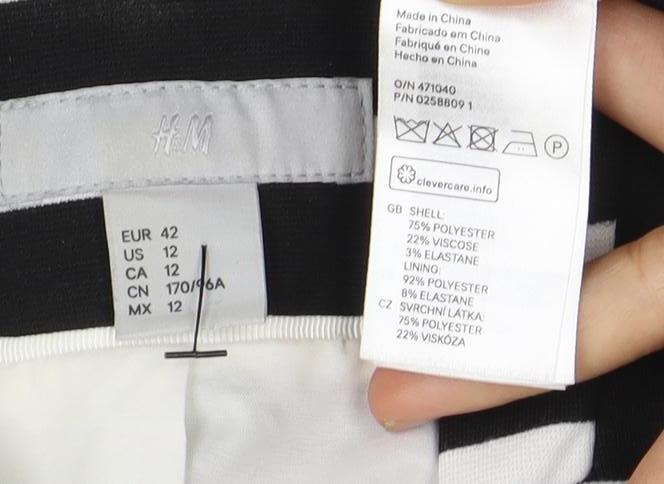 H&M
EUR 42
US 12
CA 12
CN 170/96A
MX 12
Made in China
Fabricado em China
Fabriqué en Chine
Hecho en China
O/N 471040
P/N 0258809 1
P
clevercare.info
GB SHELL:
75% POLYESTER
22% VISCOSE
3% ELASTANE
LINING:
92% POLYESTER
8% ELASTANE
CZ SVRCHNÍ LÁTKA:
75% POLYESTER
22% VISKÓZA